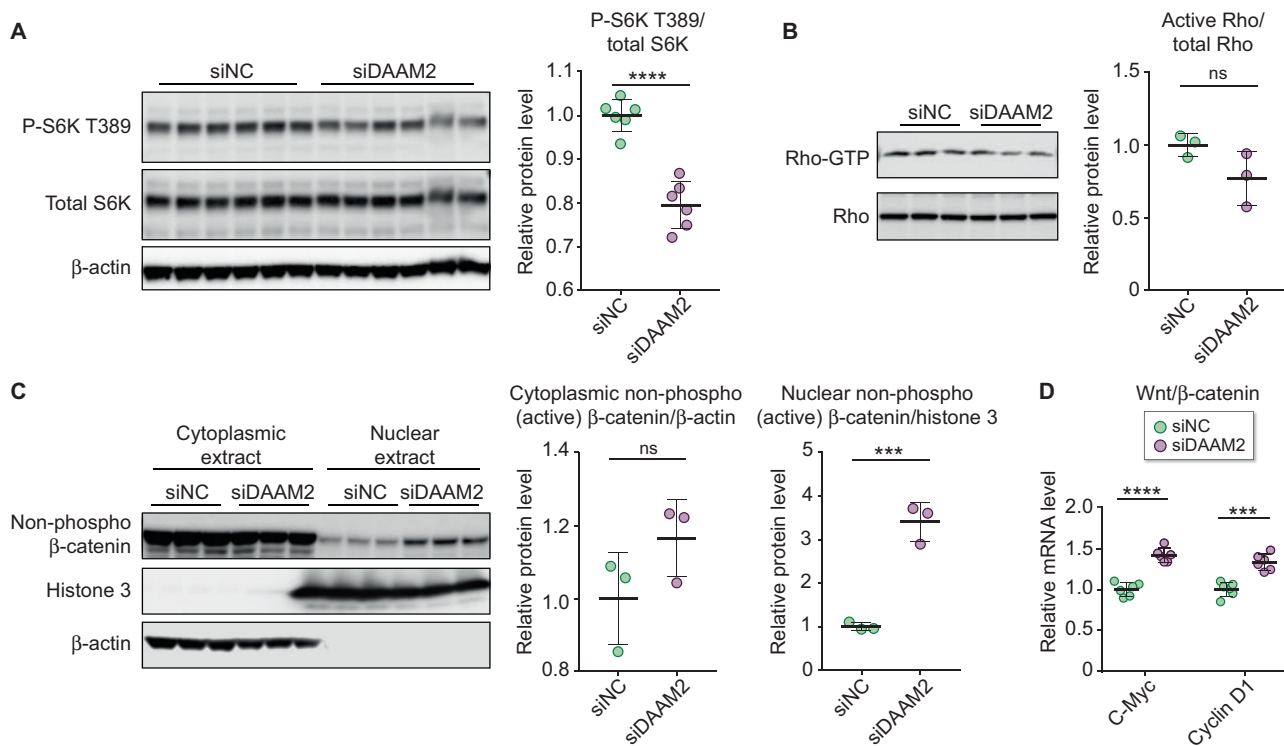 A
siNC
siDAAM2
P-S6K T389
Total S6K
β-actin
P-S6K T389/
total S6K
Relative protein level
1.1
1.0
0.9
0.8
0.7
0.6
****
siNC
siDAAM2
B
siNC
siDAAM2
Rho-GTP
Rho
Active Rho/
total Rho
Relative protein level
1.5
1.0
0.5
0
ns
siNC
siDAAM2
C
Cytoplasmic
extract
Nuclear
extract
siNC
siDAAM2
siNC
siDAAM2
Non-phospho
β-catenin
Histone 3
β-actin
Cytoplasmic non-phospho
(active) β-catenin/β-actin
Relative protein level
1.4
1.2
1.0
0.8
ns
siNC
siDAAM2
Nuclear non-phospho
(active) β-catenin/histone 3
Relative protein level
5
4
3
2
1
0
***
siNC
siDAAM2
D
Wnt/β-catenin
siNC
siDAAM2
Relative mRNA level
2.0
1.5
1.0
0.5
0
****
***
C-Myc
Cyclin D1